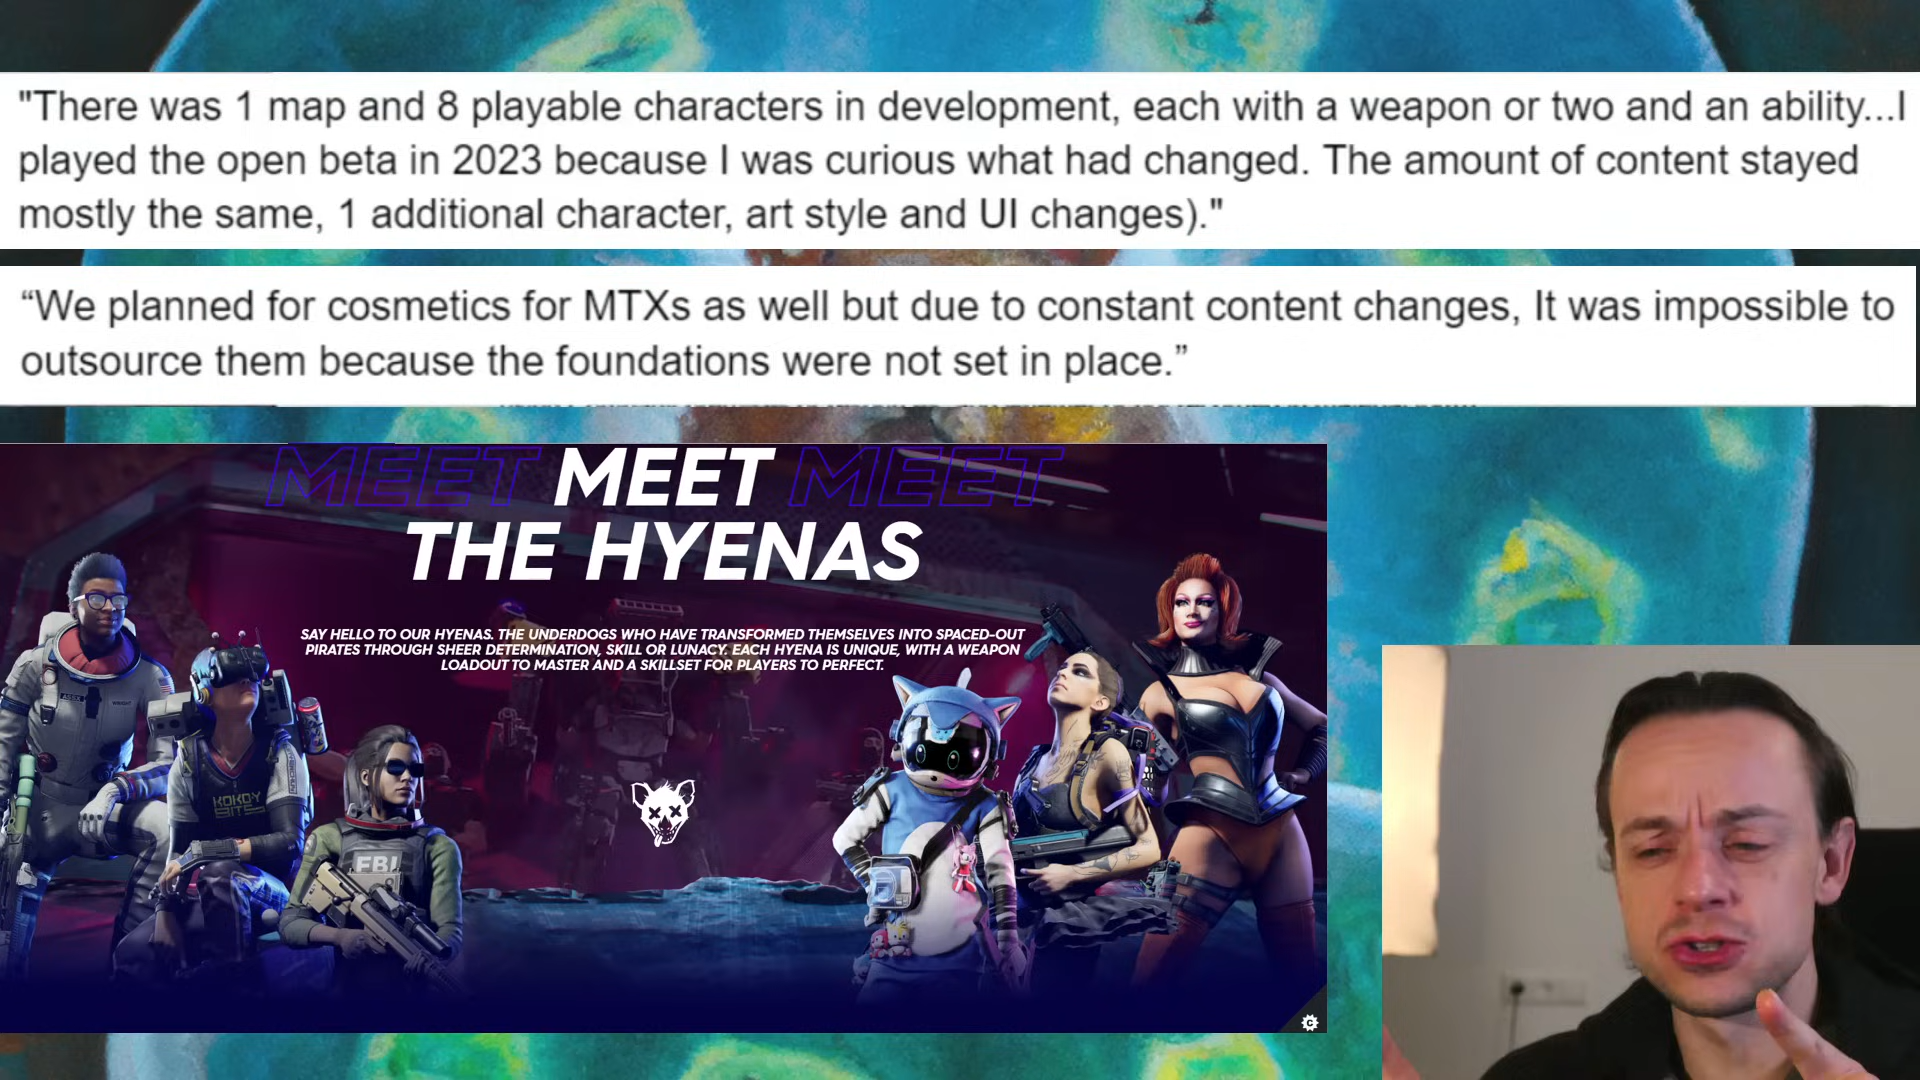 "There was 1 map and 8 playable characters in development, each with a weapon or two and an ability...I
played the open beta in 2023 because I was curious what had changed. The amount of content stayed
mostly the same, 1 additional character, art style and UI changes)."
“We planned for cosmetics for MTXs as well but due to constant content changes, It was impossible to
outsource them because the foundations were not set in place.”
MEET MEET MEET
THE HYENAS
SAY HELLO TO OUR HYENAS. THE UNDERDOGS WHO HAVE TRANSFORMED THEMSELVES INTO SPACED-OUT
PIRATES THROUGH SHEER DETERMINATION, SKILL OR LUNACY. EACH HYENA IS UNIQUE, WITH A WEAPON
LOADOUT TO MASTER AND A SKILLSET FOR PLAYERS TO PERFECT.
WRIGHT
FBI